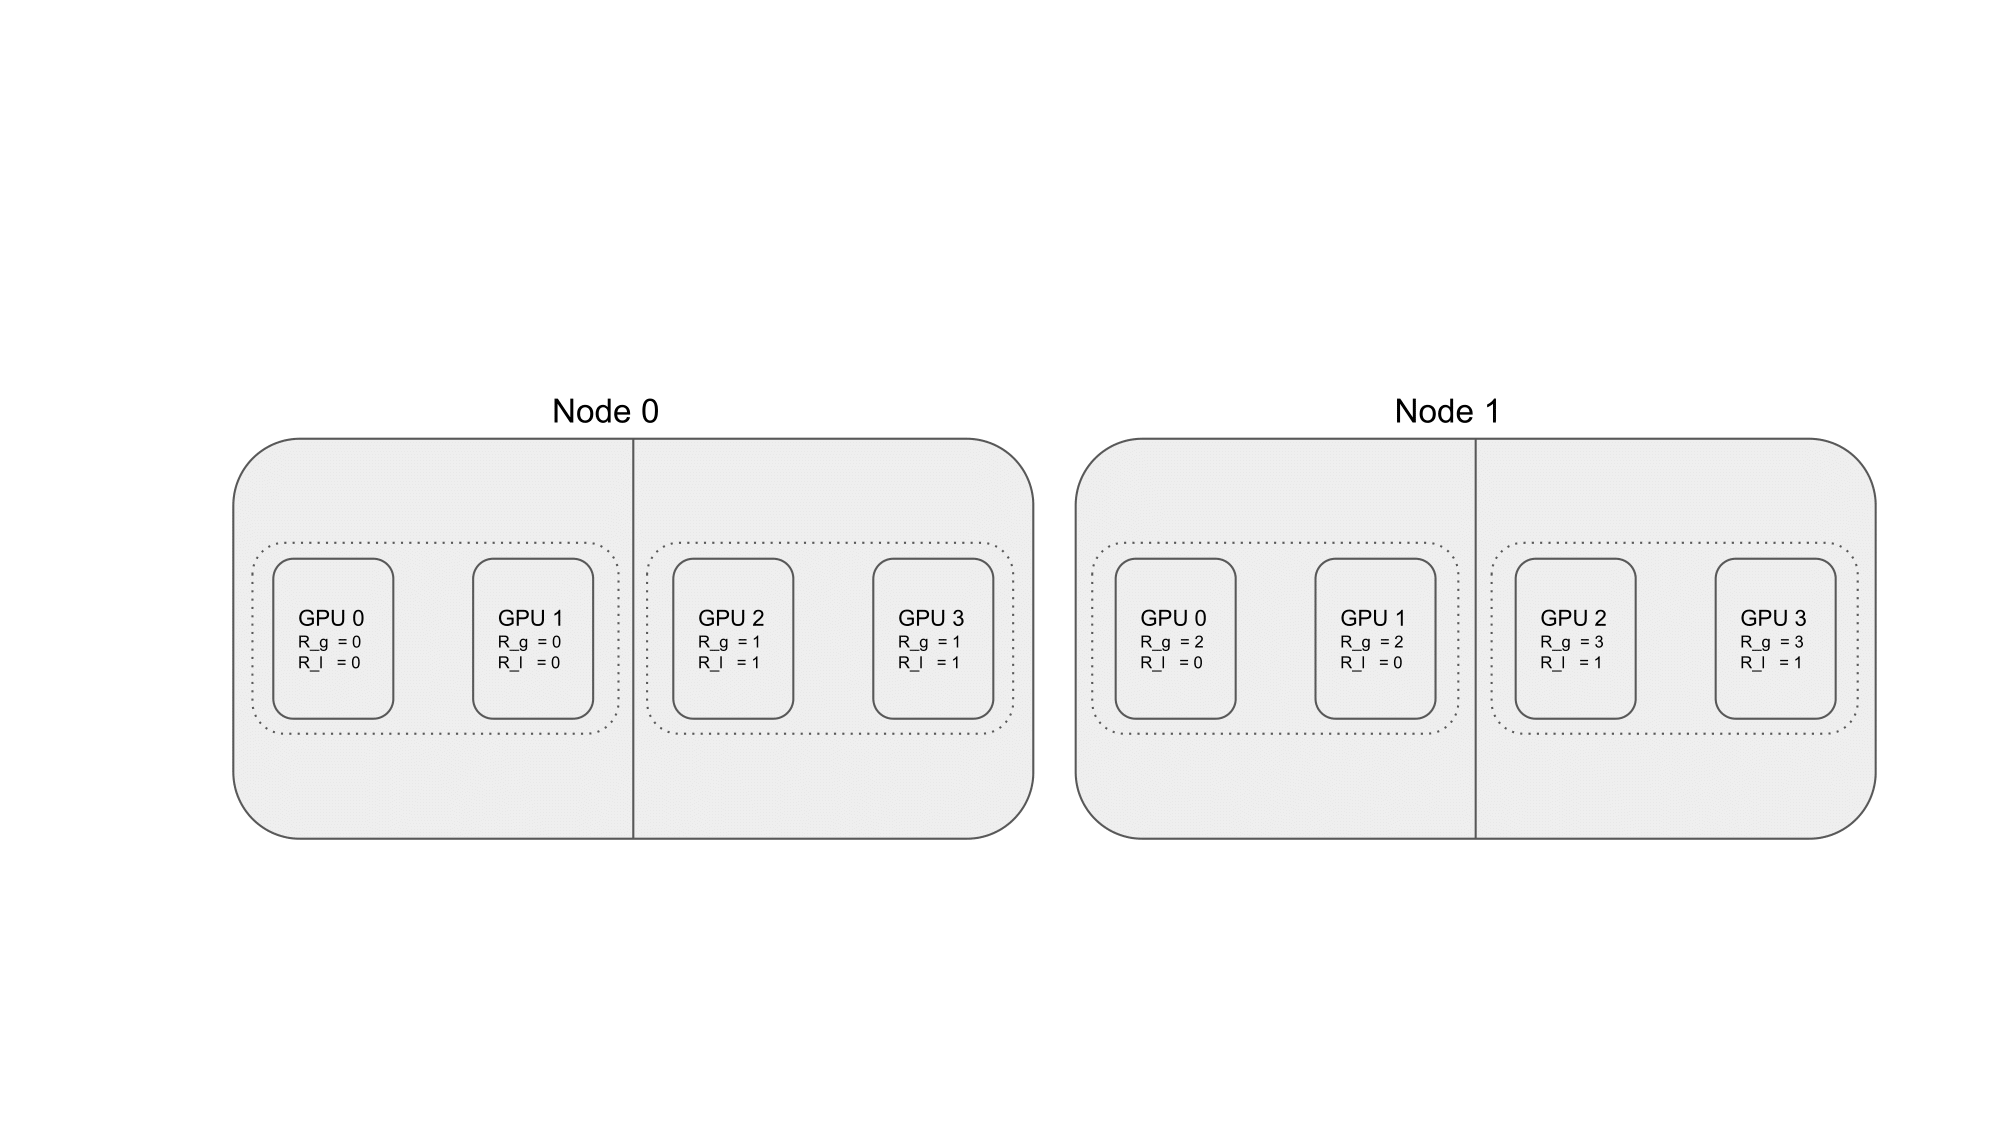 Node 0
GPU 0
R_g = 0
R_l = 0
GPU 1
R_g = 0
R_l = 0
GPU 2
R_g = 1
R_l = 1
GPU 3
R_g = 1
R_l = 1
Node 1
GPU 0
R_g = 2
R_l = 0
GPU 1
R_g = 2
R_l = 0
GPU 2
R_g = 3
R_l = 1
GPU 3
R_g = 3
R_l = 1